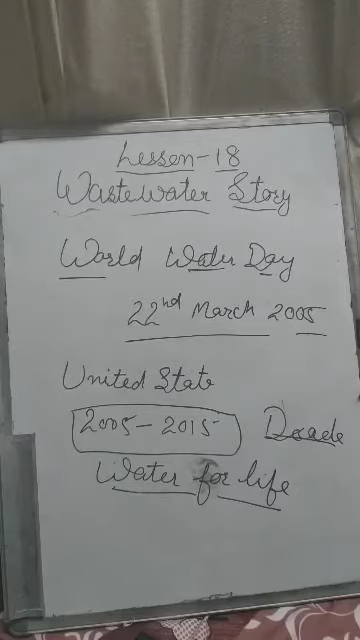 Lesson-18
Wastewater Story
World Water Day
22nd March 2005
United State
2005-2015 Decade
Water for life